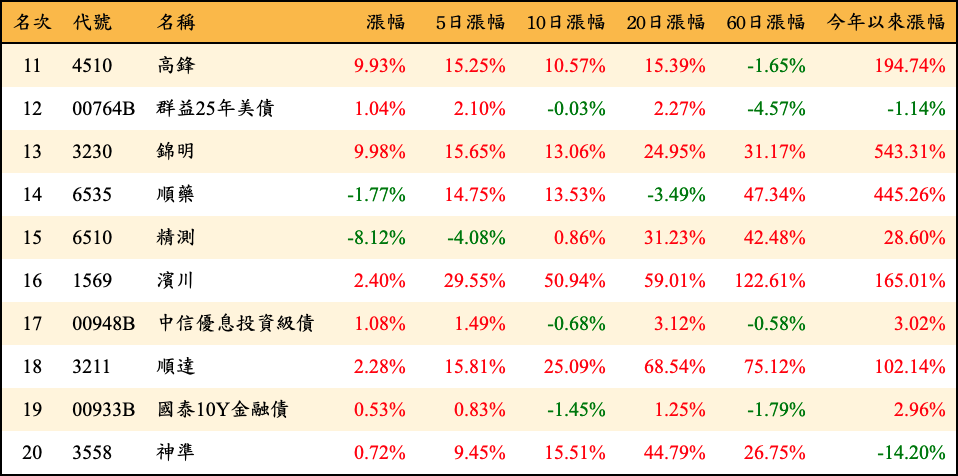 名次 代號 名稱 漲幅 5日漲幅 10日漲幅 20日漲幅 60日漲幅 今年以來漲幅
11 4510 高鋒 9.93% 15.25% 10.57% 15.39% -1.65% 194.74%
12 00764B 群益25年美債 1.04% 2.10% -0.03% 2.27% -4.57% -1.14%
13 3230 錦明 9.98% 15.65% 13.06% 24.95% 31.17% 543.31%
14 6535 順藥 -1.77% 14.75% 13.53% -3.49% 47.34% 445.26%
15 6510 精測 -8.12% -4.08% 0.86% 31.23% 42.48% 28.60%
16 1569 濱川 2.40% 29.55% 50.94% 59.01% 122.61% 165.01%
17 00948B 中信優息投資級債 1.08% 1.49% -0.68% 3.12% -0.58% 3.02%
18 3211 順達 2.28% 15.81% 25.09% 68.54% 75.12% 102.14%
19 00933B 國泰10Y金融債 0.53% 0.83% -1.45% 1.25% -1.79% 2.96%
20 3558 神準 0.72% 9.45% 15.51% 44.79% 26.75% -14.20%